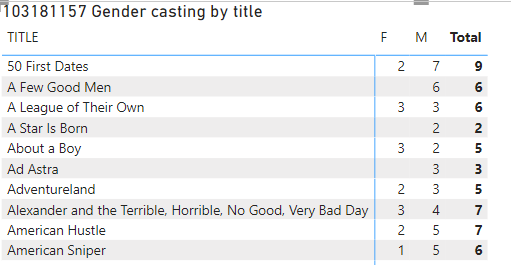 103181157 Gender casting by title
TITLE F M Total
50 First Dates 2 7 9
A Few Good Men 6 6
A League of Their Own 3 3 6
A Star Is Born 2 2
About a Boy 3 2 5
Ad Astra 3 3
Adventureland 2 3 5
Alexander and the Terrible, Horrible, No Good, Very Bad Day 3 4 7
American Hustle 2 5 7
American Sniper 1 5 6